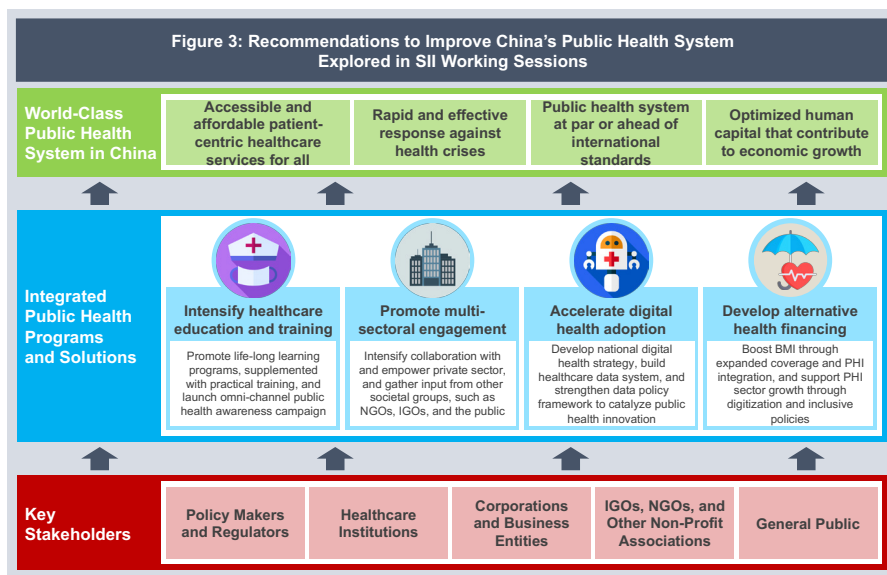 Figure 3: Recommendations to Improve China's Public Health System
Explored in SII Working Sessions
World-Class
Public Health
System in China
Accessible and
affordable patient-
centric healthcare
services for all
Rapid and effective
response against
health crises
Public health system
at par or ahead of
international
standards
Optimized human
capital that contribute
to economic growth
Integrated
Public Health
Programs
and Solutions
Intensify healthcare
education and training
Promote life-long learning
programs, supplemented
with practical training, and
launch omni-channel public
health awareness campaign
Promote multi-
sectoral engagement
Intensify collaboration with
and empower private sector,
and gather input from other
societal groups, such as
NGOs, IGOs, and the public
Accelerate digital
health adoption
Develop national digital
health strategy, build
healthcare data system, and
strengthen data policy
framework to catalyze public
health innovation
Develop alternative
health financing
Boost BMI through
expanded coverage and PHI
integration, and support PHI
sector growth through
digitization and inclusive
policies
Key
Stakeholders
Policy Makers
and Regulators
Healthcare
Institutions
Corporations
and Business
Entities
IGOs, NGOs, and
Other Non-Profit
Associations
General Public